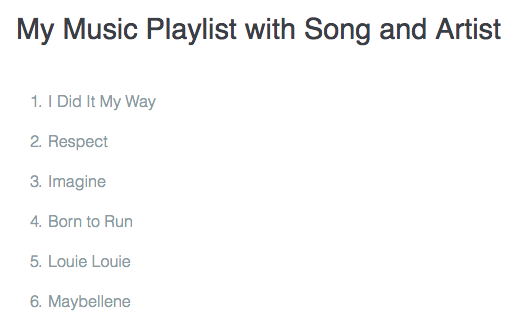 My Music Playlist with Song and Artist
1. I Did It My Way
2. Respect
3. Imagine
4. Born to Run
5. Louie Louie
6. Maybellene